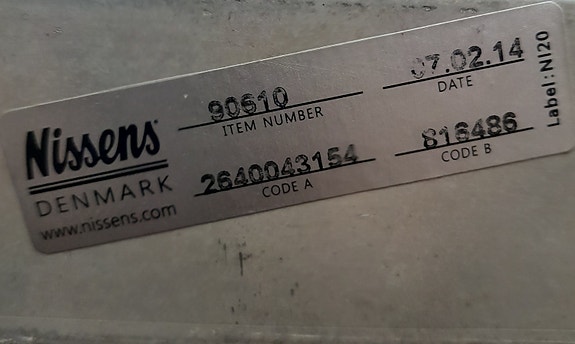 Nissens
DENMARK
www.nissens.com
90610
ITEM NUMBER
07.02.14
DATE
2640043154
CODE A
816486
CODE B
Label: NI20